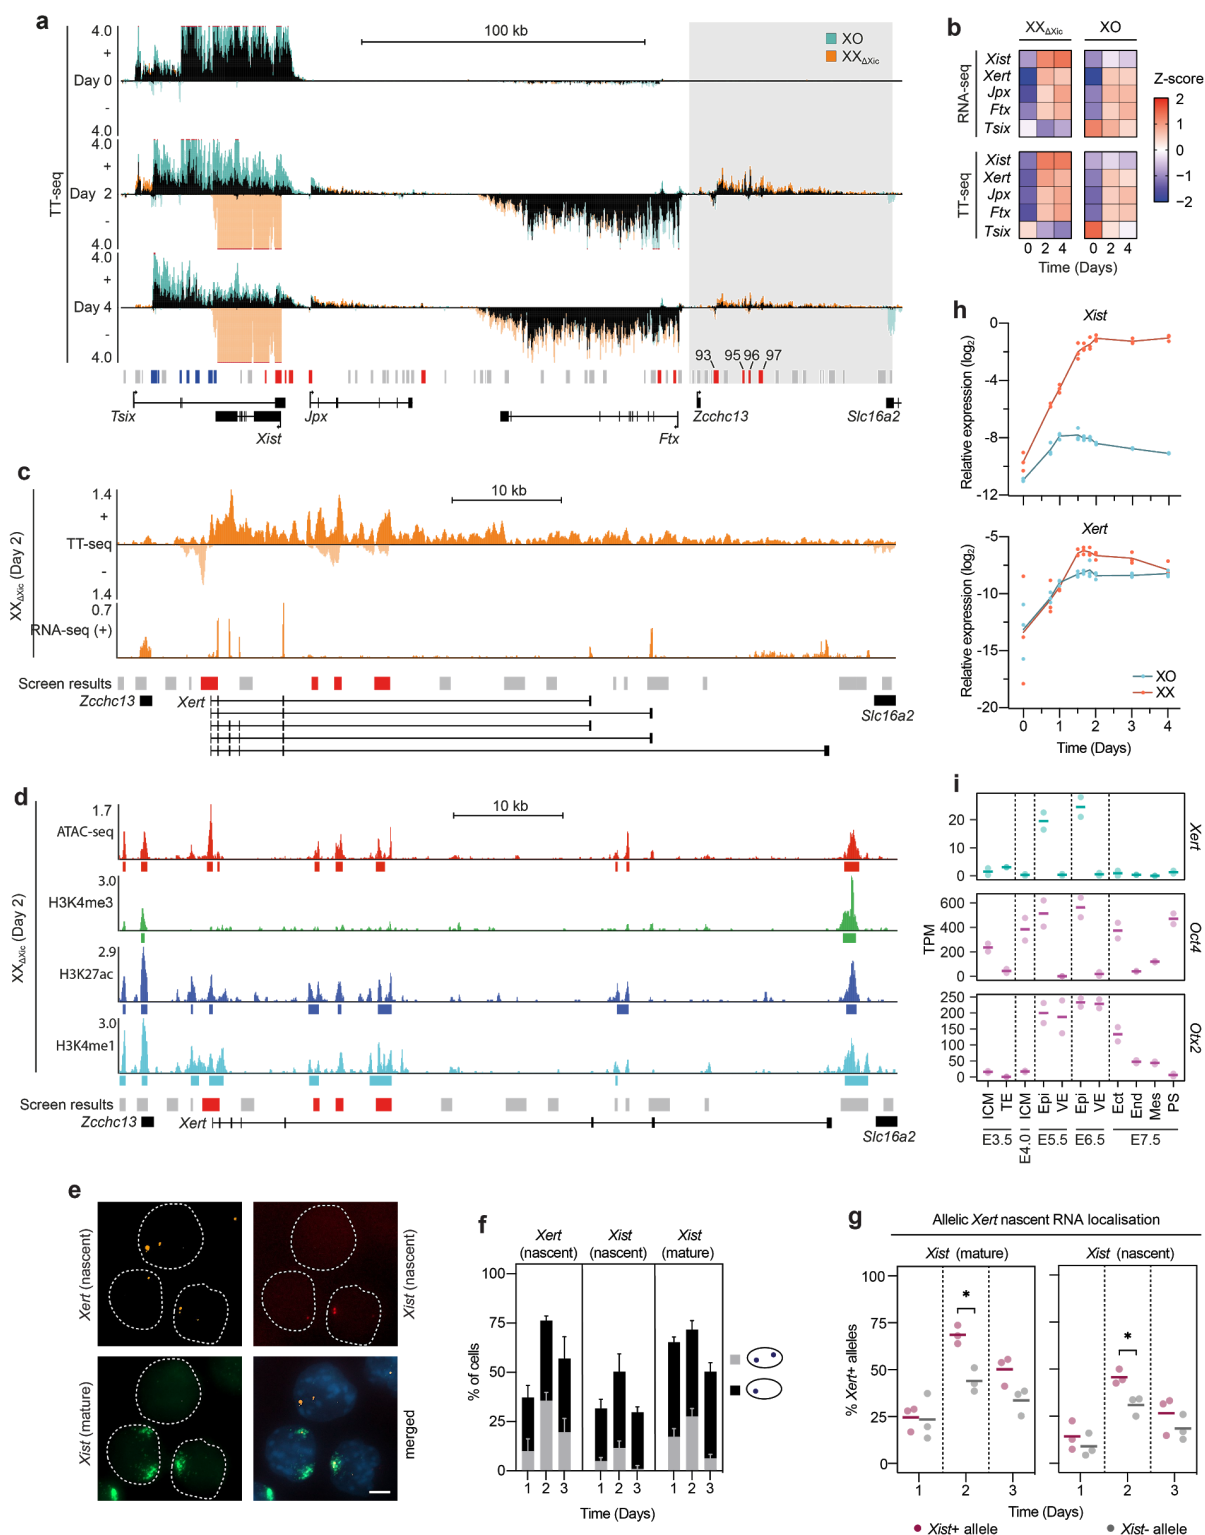 a
4.0
+
Day 0
-
4.0
100 kb
XO
XXΔXic
4.0
+
Day 2
-
4.0
TT-seq
4.0
+
Day 4
-
4.0
93 95 96 97
Tsix Xist Jpx Ftx Zcchc13 Slc16a2
b
XXΔXic XO
RNA-seq
Xist
Xert
Jpx
Ftx
Tsix
TT-seq
Xist
Xert
Jpx
Ftx
Tsix
0 2 4 0 2 4
Time (Days)
Z-score
2
1
0
-1
-2
c
XXΔXic (Day 2)
1.4
+
TT-seq
-
1.4
10 kb
0.7
RNA-seq (+)
Screen results
Zcchc13 Xert Slc16a2
d
XXΔXic (Day 2)
1.7
ATAC-seq
10 kb
3.0
H3K4me3
2.9
H3K27ac
3.0
H3K4me1
Screen results
Zcchc13 Xert Slc16a2
e
Xert (nascent)
Xist (nascent)
Xist (mature)
merged
f
Xert (nascent)
Xist (nascent)
Xist (mature)
% of cells
100
75
50
25
0
1 2 3 1 2 3 1 2 3
Time (Days)
g
Allelic Xert nascent RNA localisation
Xist (mature) Xist (nascent)
% Xert+ alleles
100
75
50
25
0
*
*
1 2 3 1 2 3
Time (Days)
Xist+ allele Xist- allele
h
Xist
Relative expression (log2)
0
-4
-8
-12
Xert
Relative expression (log2)
-5
-10
-15
-20
XO
XX
0 1 2 3 4
Time (Days)
i
TPM
20
10
0
Xert
600
400
200
0
Oct4
250
200
150
100
50
0
Otx2
ICM TE ICM Epi VE Epi VE Ect End Mes PS
E3.5 E4.0 E5.5 E6.5 E7.5